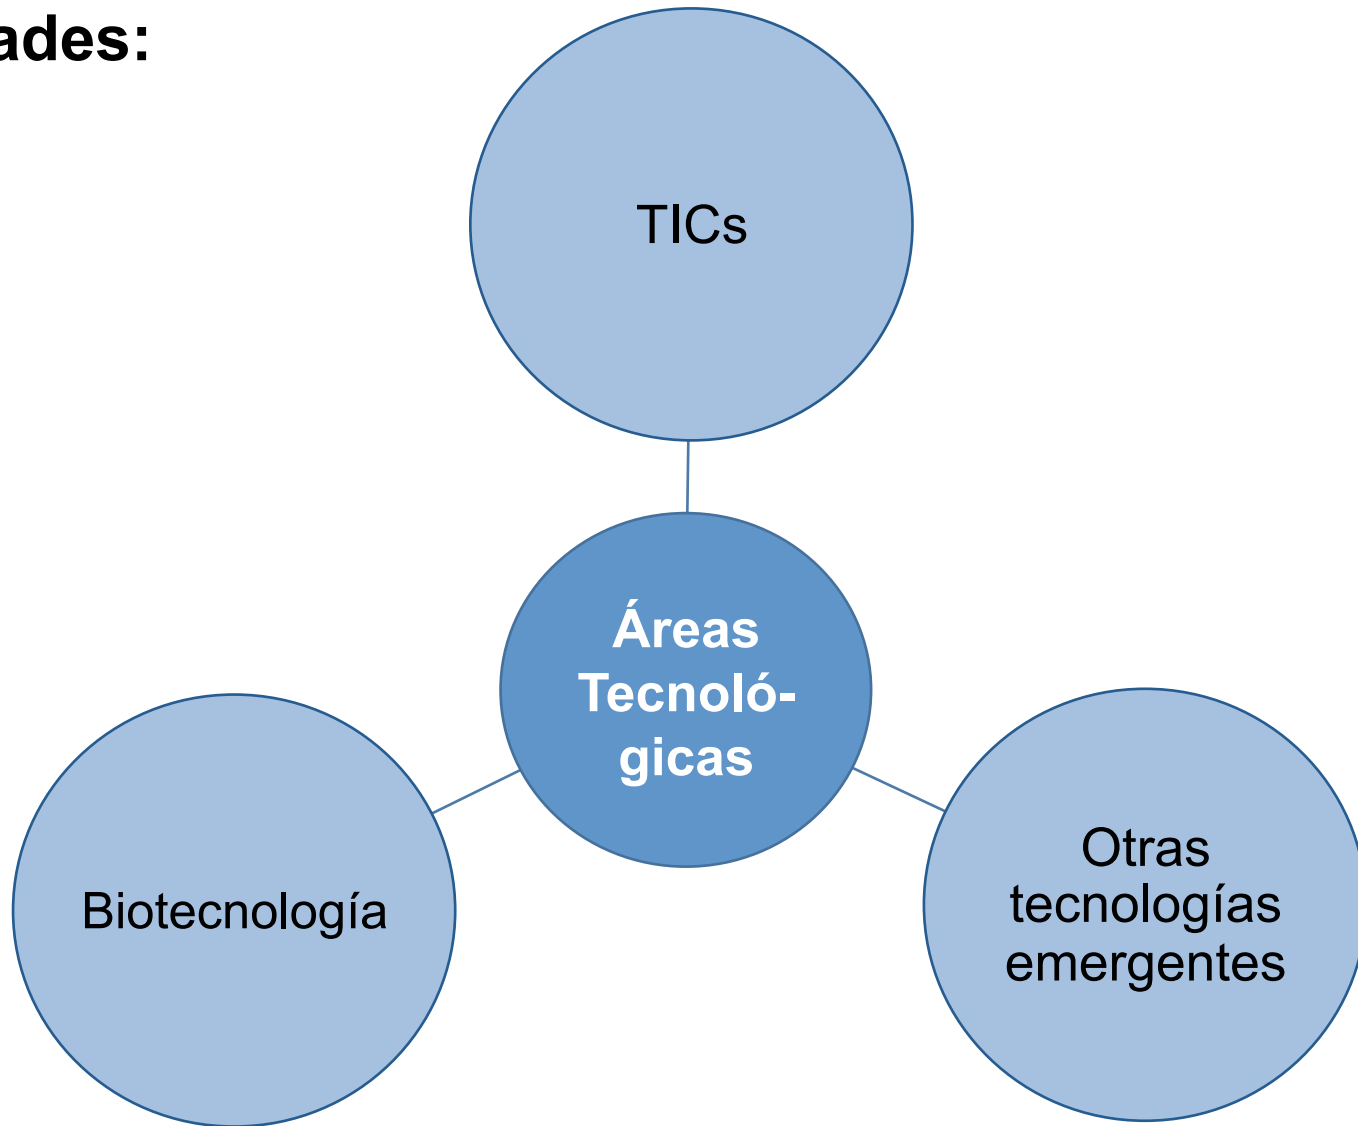 ades:
TICs
Áreas
Tecnoló-
gicas
Biotecnología
Otras
tecnologías
emergentes